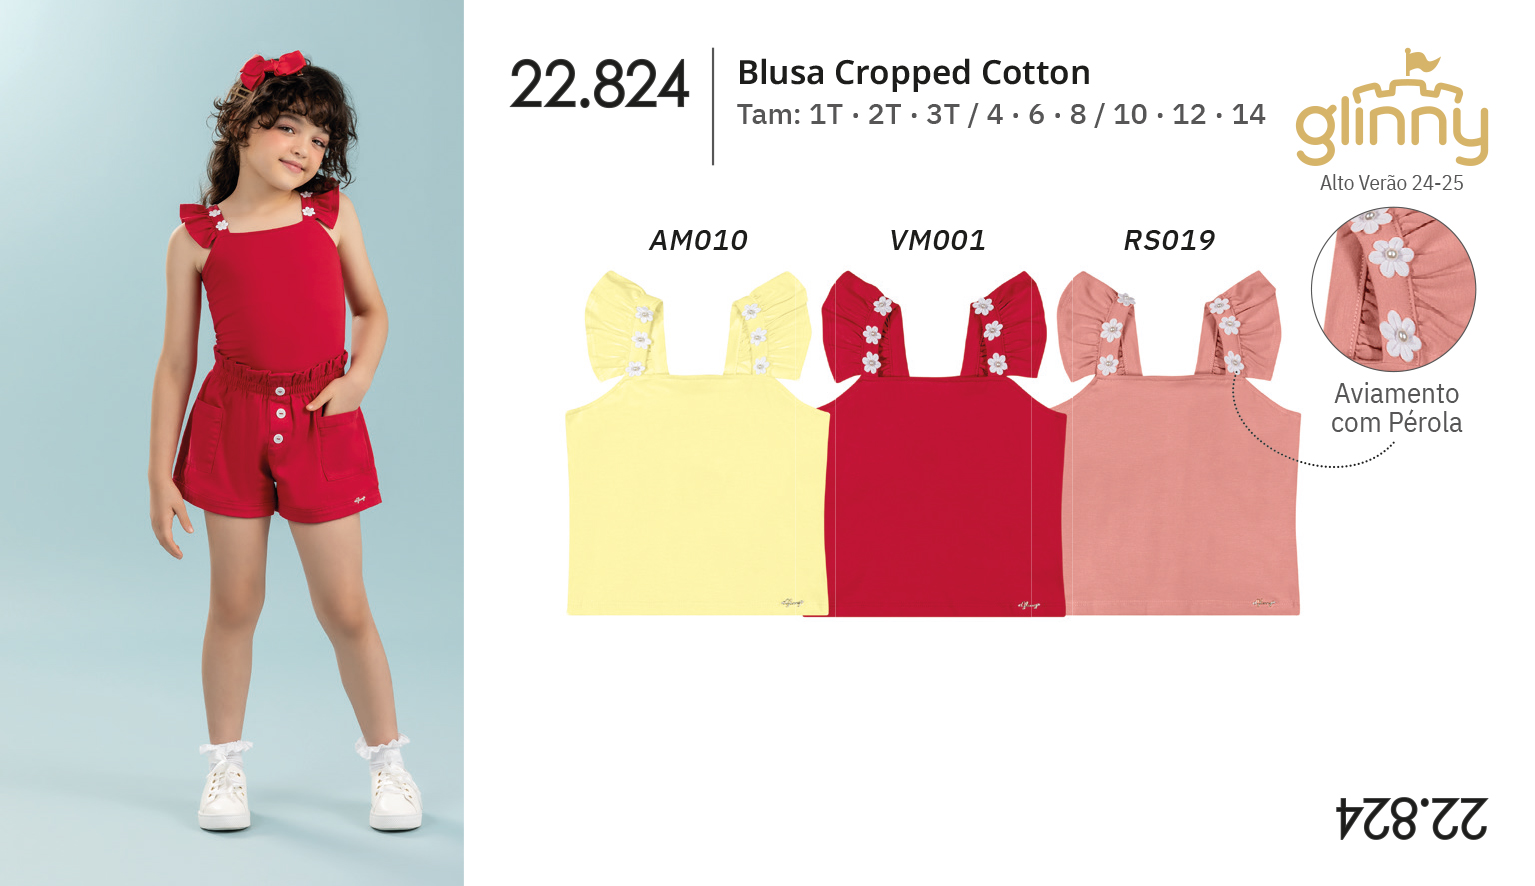 22.824
Blusa Cropped Cotton
Tam: 1T · 2T · 3T / 4 · 6 · 8 / 10 · 12 · 14
glinny
Alto Verão 24-25
AM010
VM001
RS019
Aviamento
com Pérola
22.824